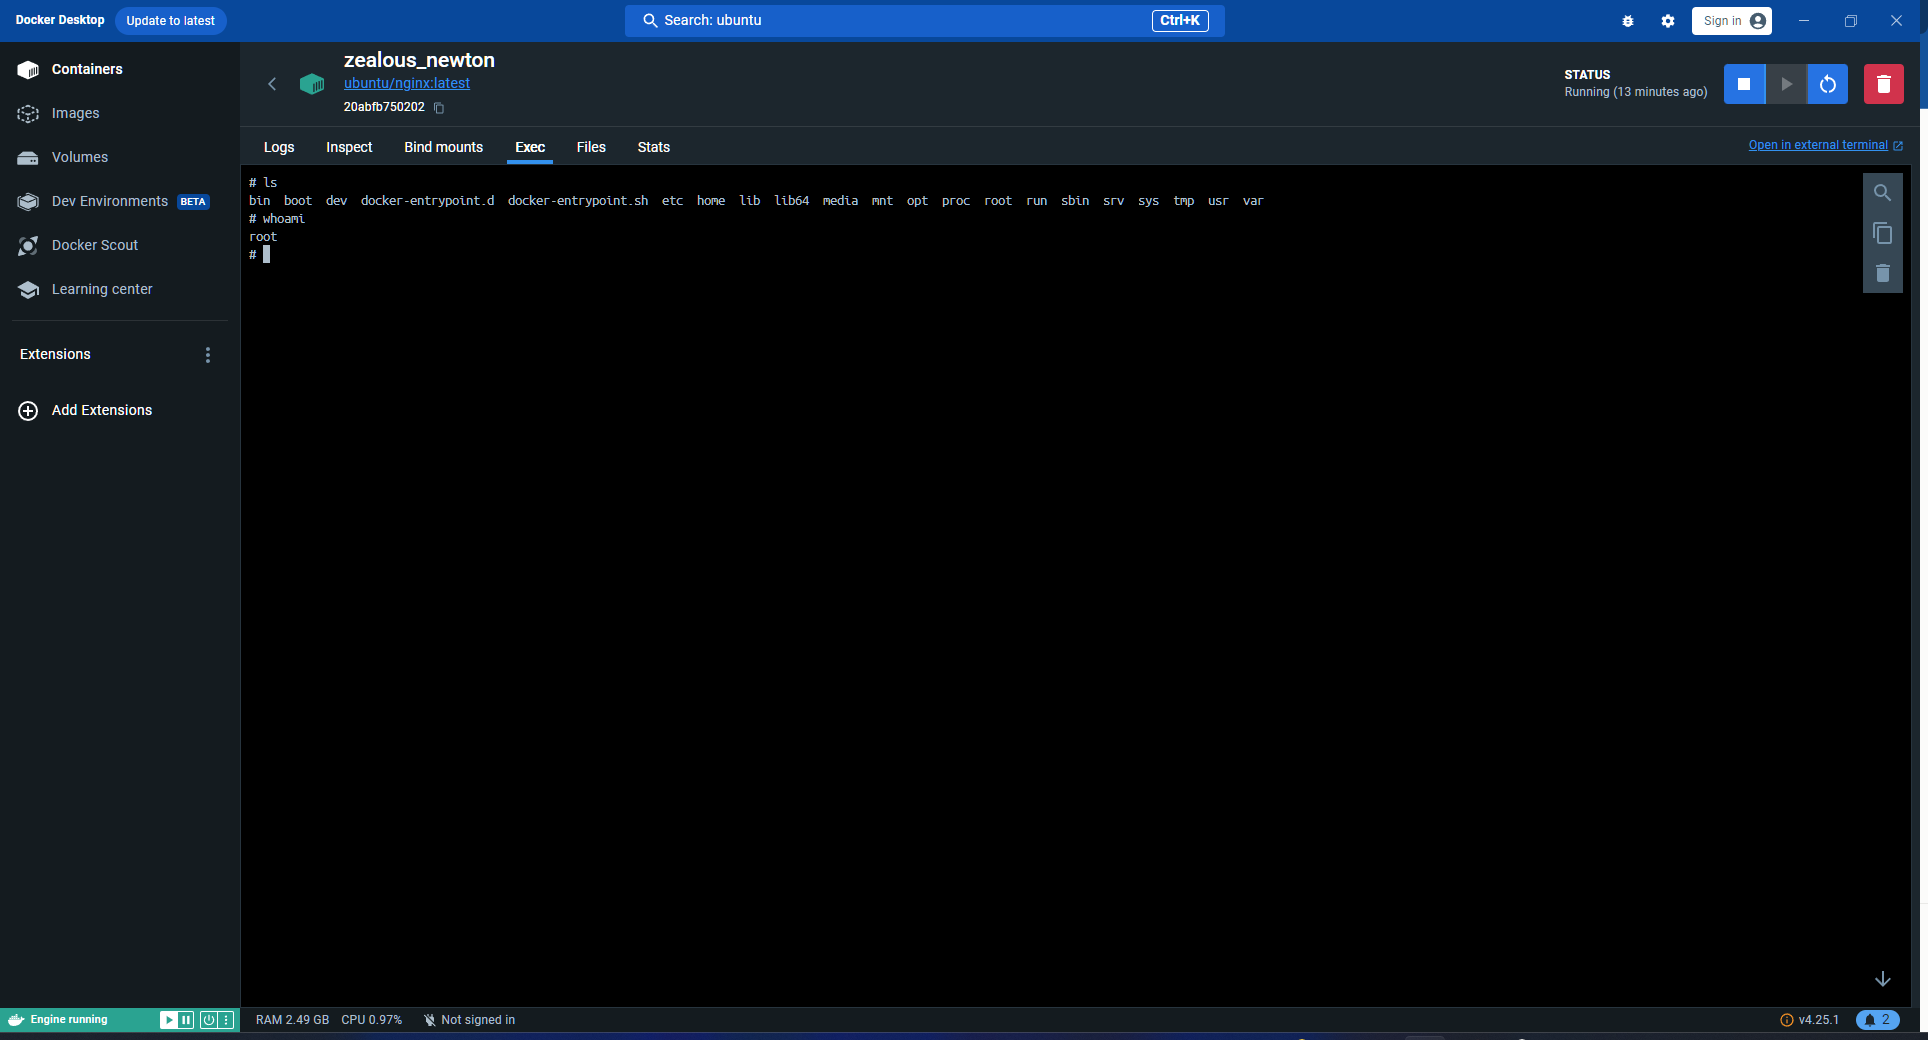 Docker Desktop Update to latest Search: ubuntu Ctrl+K Sign in
Containers
Images
Volumes
Dev Environments BETA
Docker Scout
Learning center
Extensions
Add Extensions
zealous_newton
ubuntu/nginx:latest
20abfb750202
STATUS
Running (13 minutes ago)
Logs Inspect Bind mounts Exec Files Stats Open in external terminal
# ls
bin boot dev docker-entrypoint.d docker-entrypoint.sh etc home lib lib64 media mnt opt proc root run sbin srv sys tmp usr var
# whoami
root
#
Engine running RAM 2.49 GB CPU 0.97% Not signed in v4.25.1 2